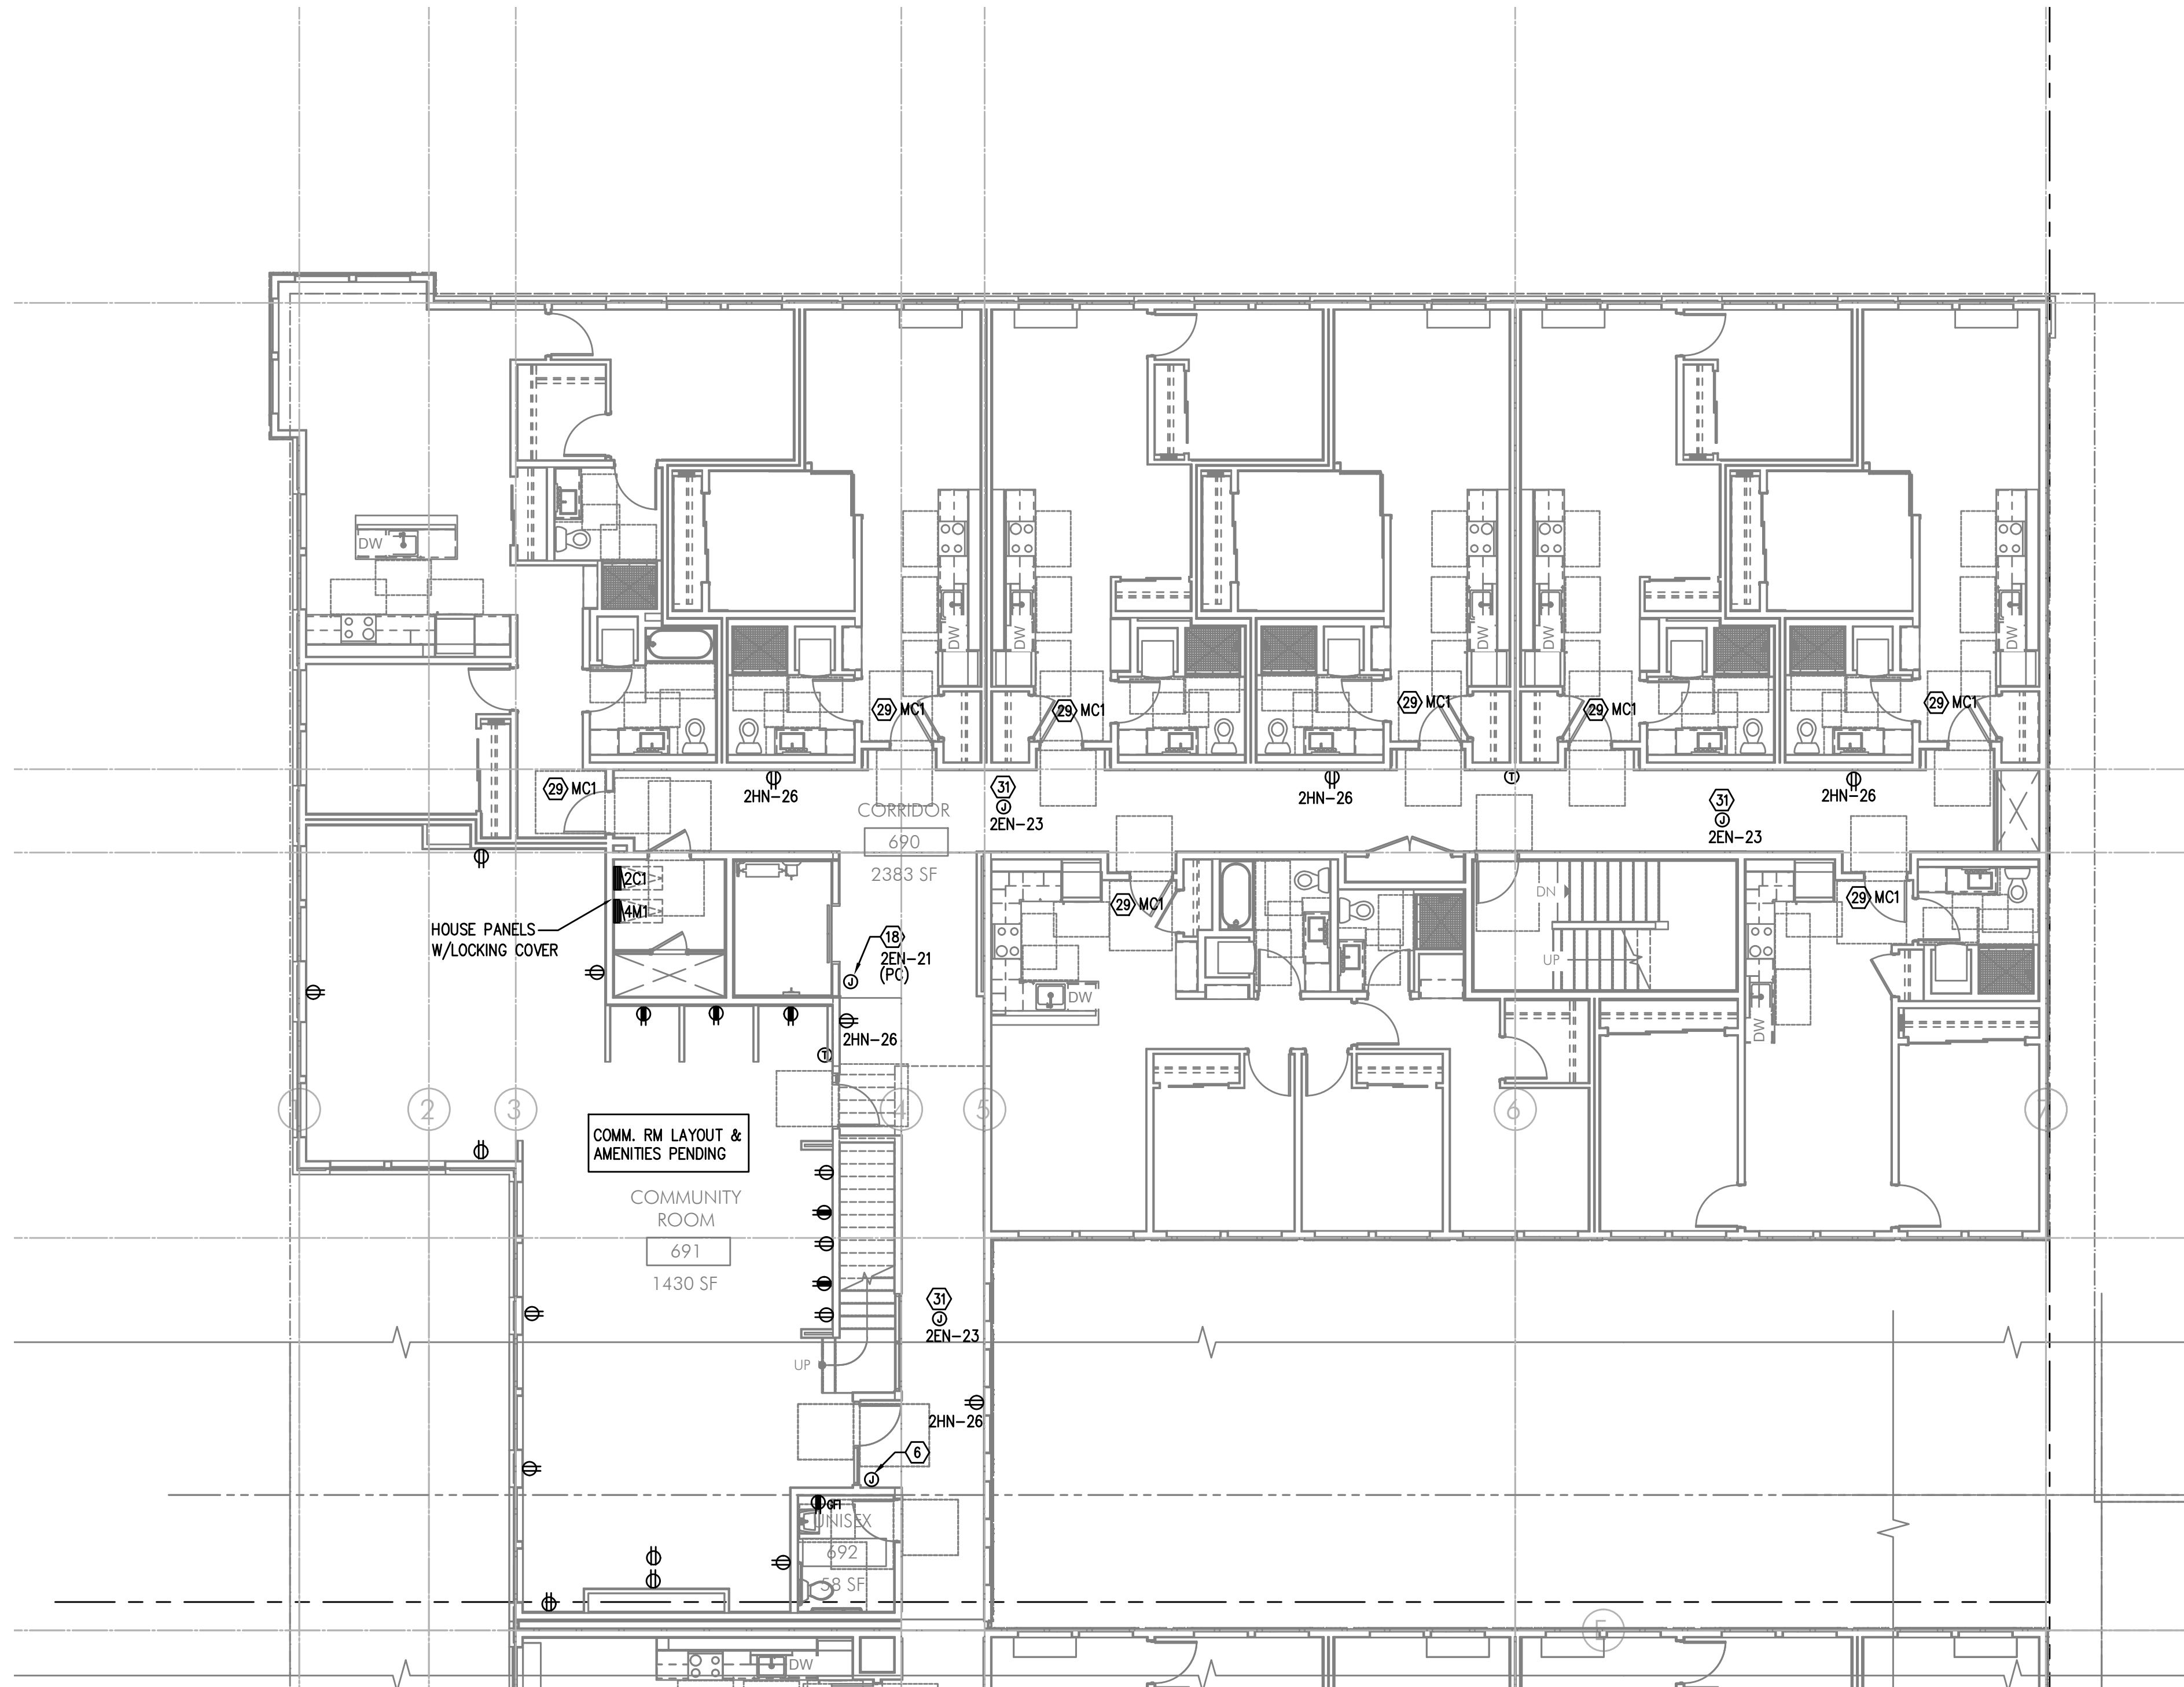 DW
DW
DW
DW
DW
DW
29 MC1
29 MC1
29 MC1
29 MC1
29 MC1
29 MC1
2HN-26
31
J
2EN-23
2HN-26
T
31
J
2EN-23
2HN-26
CORRIDOR
690
2383 SF
2C1
4M1
HOUSE PANELS
W/LOCKING COVER
18
2EN-21
(PC)
J
2HN-26
T
29 MC1
DW
DN
UP
29 MC1
DW
1
2
3
4
5
6
7
COMM. RM LAYOUT &
AMENITIES PENDING
COMMUNITY
ROOM
691
1430 SF
31
J
2EN-23
UP
2HN-26
6
J
GFI
UNISEX
692
58 SF
E
DW